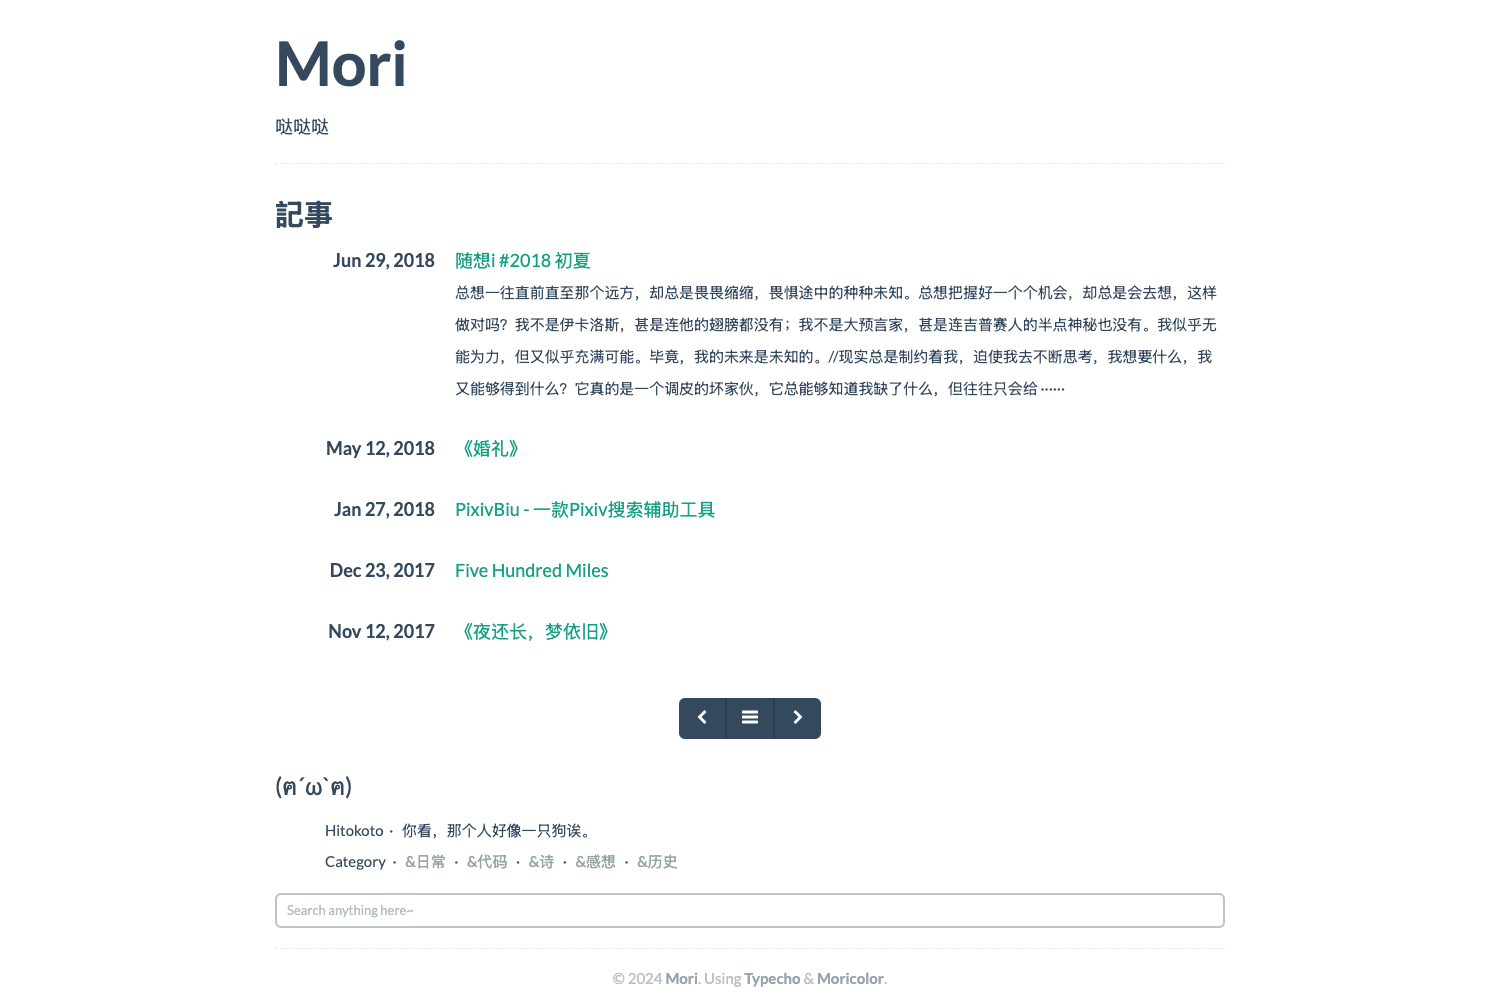 Mori
哒哒哒
記事
Jun 29, 2018 随想i #2018 初夏
总想一往直前直至那个远方，却总是畏畏缩缩，畏惧途中的种种未知。总想把握好一个个机会，却总是会去想，这样
做对吗？我不是伊卡洛斯，甚是连他的翅膀都没有；我不是大预言家，甚是连吉普赛人的半点神秘也没有。我似乎无
能为力，但又似乎充满可能。毕竟，我的未来是未知的。//现实总是制约着我，迫使我去不断思考，我想要什么，我
又能够得到什么？它真的是一个调皮的坏家伙，它总能够知道我缺了什么，但往往只会给 ······
May 12, 2018 《婚礼》
Jan 27, 2018 PixivBiu - 一款Pixiv搜索辅助工具
Dec 23, 2017 Five Hundred Miles
Nov 12, 2017 《夜还长，梦依旧》
(ฅ´ω`ฅ)
Hitokoto · 你看，那个人好像一只狗诶。
Category · &日常 · &代码 · &诗 · &感想 · &历史
Search anything here~
© 2024 Mori. Using Typecho & Moricolor.